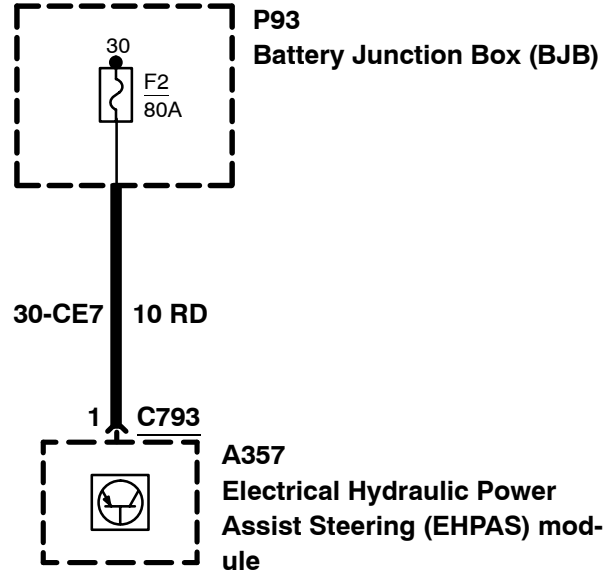 P93
Battery Junction Box (BJB)
30
F2
80A
30-CE7 10 RD
1 C793
A357
Electrical Hydraulic Power
Assist Steering (EHPAS) mod-
ule